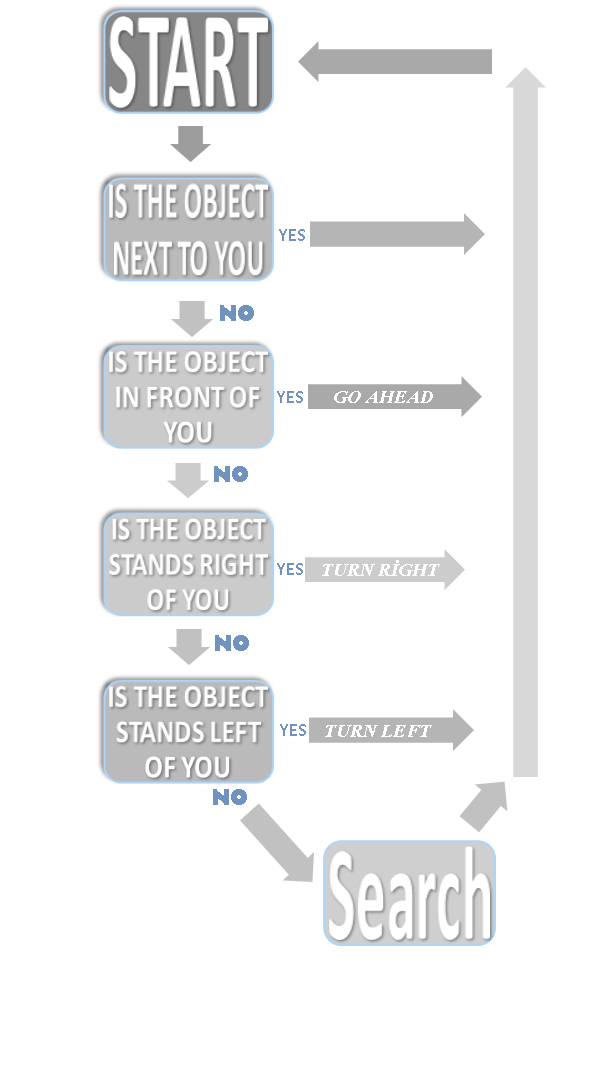 START
IS THE OBJECT
NEXT TO YOU
YES
NO
IS THE OBJECT
IN FRONT OF
YOU
YES
GO AHEAD
NO
IS THE OBJECT
STANDS RIGHT
OF YOU
YES
TURN RİGHT
NO
IS THE OBJECT
STANDS LEFT
OF YOU
YES
TURN LEFT
NO
Search